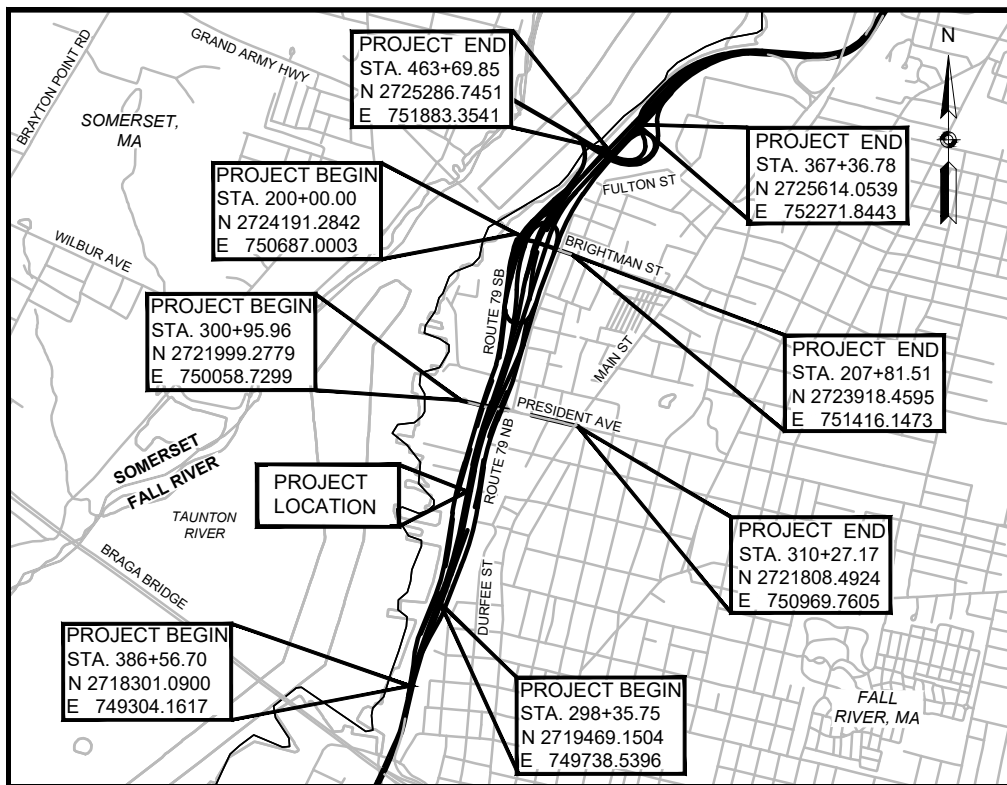 BRAYTON POINT RD
GRAND ARMY HWY
SOMERSET,
MA
PROJECT END
STA. 463+69.85
N 2725286.7451
E 751883.3541
N
PROJECT END
STA. 367+36.78
N 2725614.0539
E 752271.8443
PROJECT BEGIN
STA. 200+00.00
N 2724191.2842
E 750687.0003
FULTON ST
WILBUR AVE
BRIGHTMAN ST
PROJECT BEGIN
STA. 300+95.96
N 2721999.2779
E 750058.7299
ROUTE 79 SB
MAIN ST
PROJECT END
STA. 207+81.51
N 2723918.4595
E 751416.1473
PRESIDENT AVE
SOMERSET
FALL RIVER
PROJECT
LOCATION
ROUTE 79 NB
TAUNTON
RIVER
BRAGA BRIDGE
PROJECT END
STA. 310+27.17
N 2721808.4924
E 750969.7605
DURFEE ST
PROJECT BEGIN
STA. 386+56.70
N 2718301.0900
E 749304.1617
PROJECT BEGIN
STA. 298+35.75
N 2719469.1504
E 749738.5396
FALL
RIVER, MA